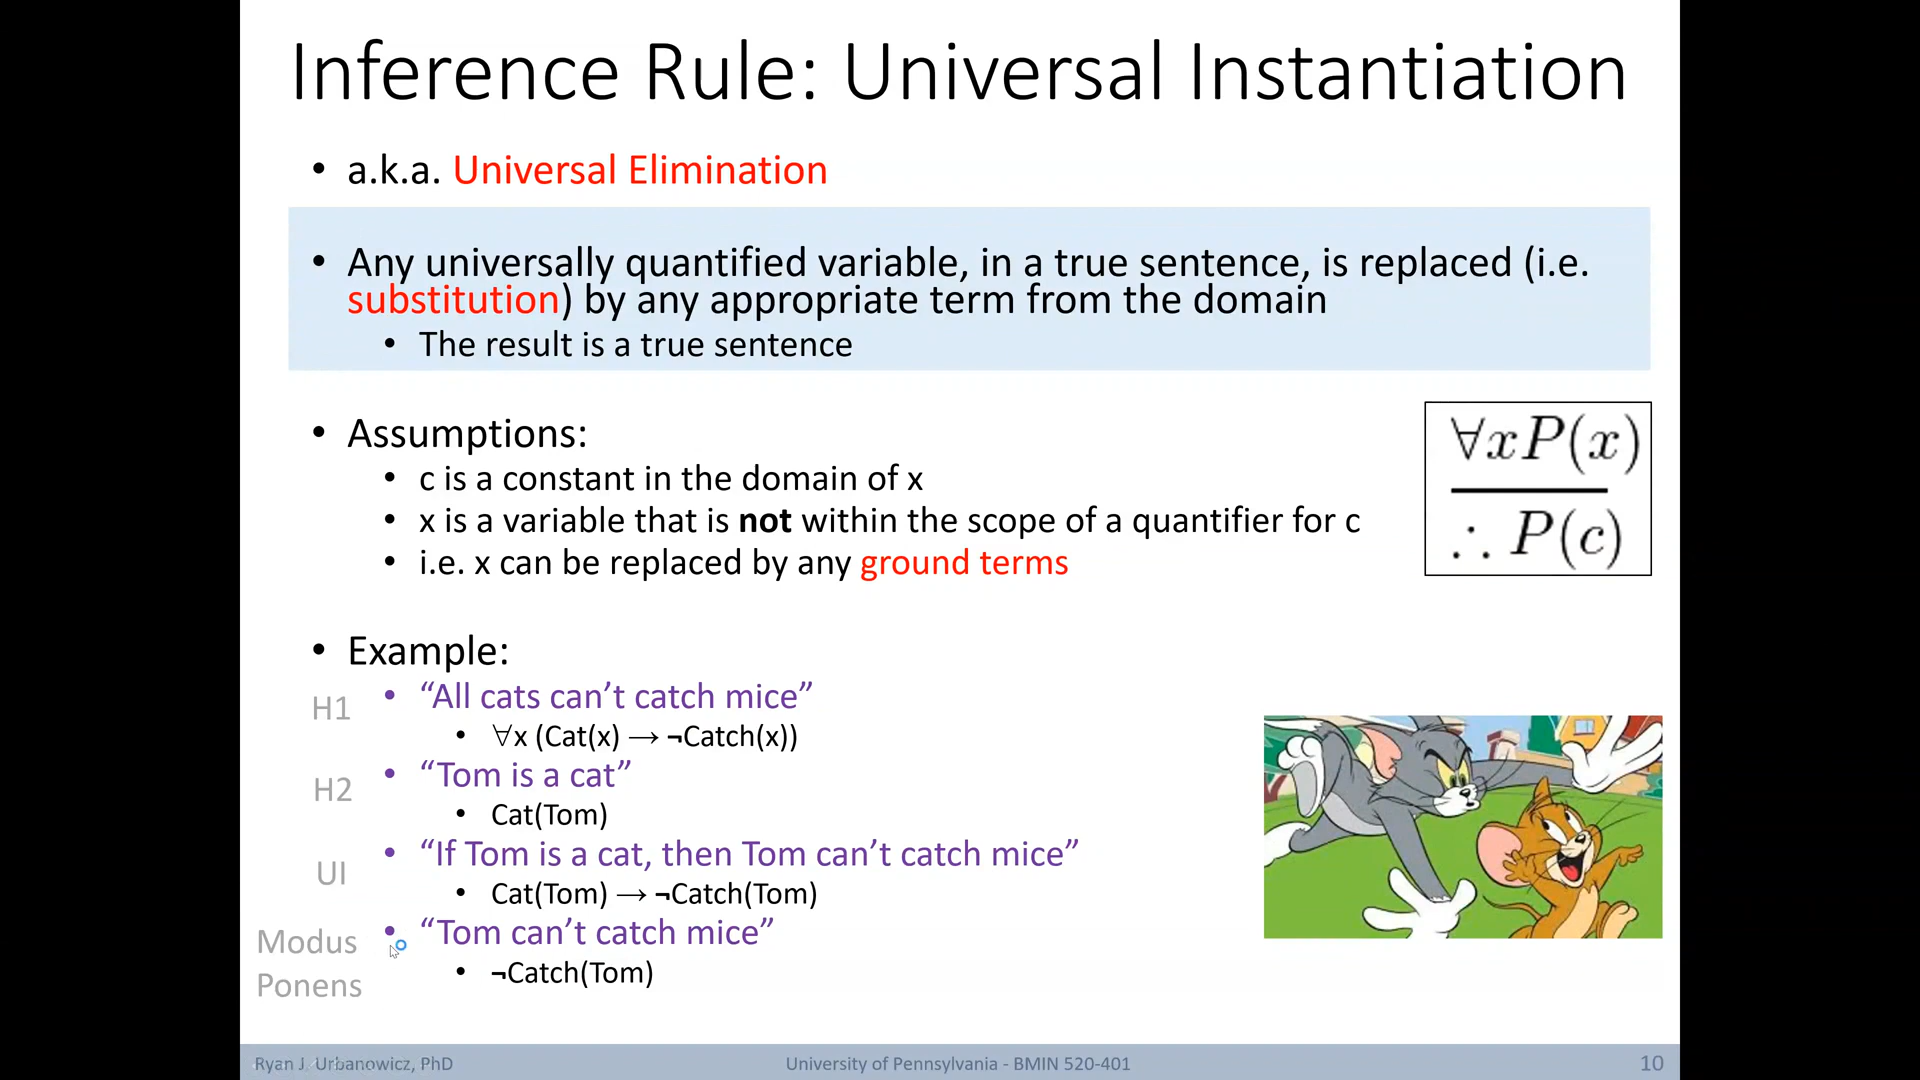 Inference Rule: Universal Instantiation
• a.k.a. Universal Elimination
• Any universally quantified variable, in a true sentence, is replaced (i.e.
substitution) by any appropriate term from the domain
• The result is a true sentence
• Assumptions:
• c is a constant in the domain of x
• x is a variable that is not within the scope of a quantifier for c
• i.e. x can be replaced by any ground terms
∀xP(x)
∴ P(c)
• Example:
H1 • “All cats can’t catch mice”
• ∀x (Cat(x) → ¬Catch(x))
H2 • “Tom is a cat”
• Cat(Tom)
UI • “If Tom is a cat, then Tom can’t catch mice”
• Cat(Tom) → ¬Catch(Tom)
Modus Ponens • “Tom can’t catch mice”
• ¬Catch(Tom)
Ryan J. Urbanowicz, PhD University of Pennsylvania - BMIN 520-401 10